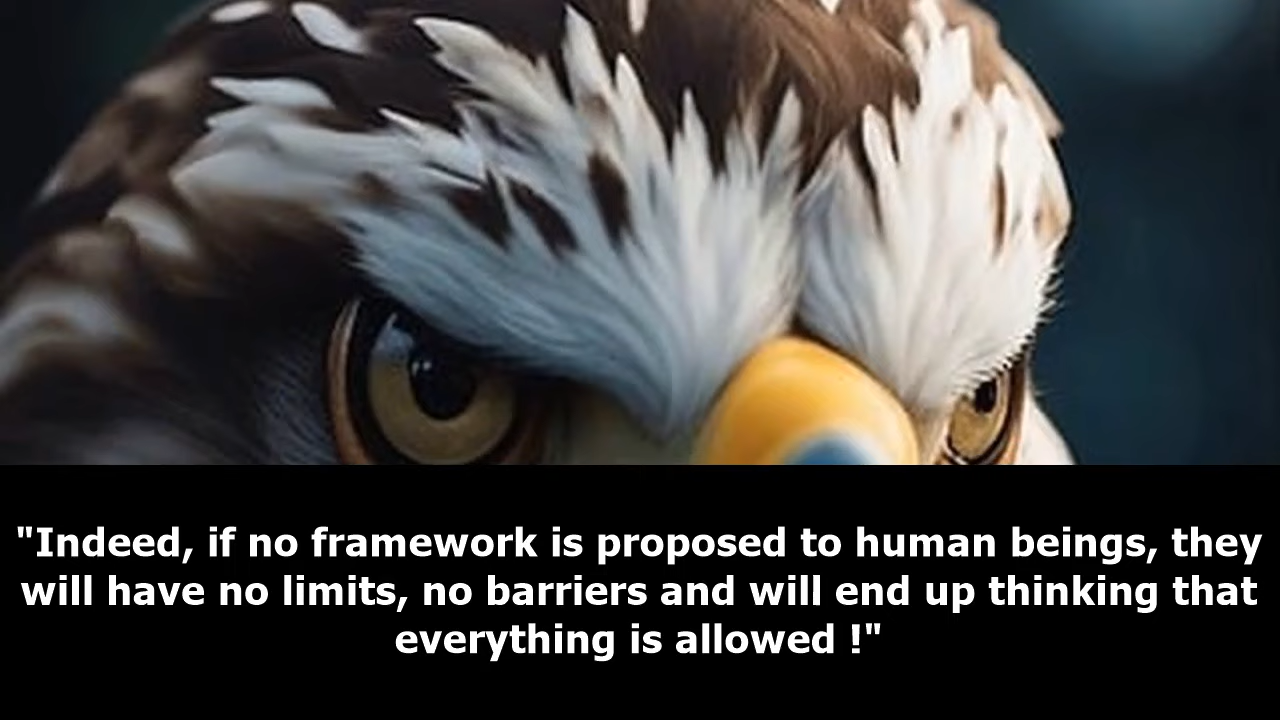 "Indeed, if no framework is proposed to human beings, they
will have no limits, no barriers and will end up thinking that
everything is allowed !"